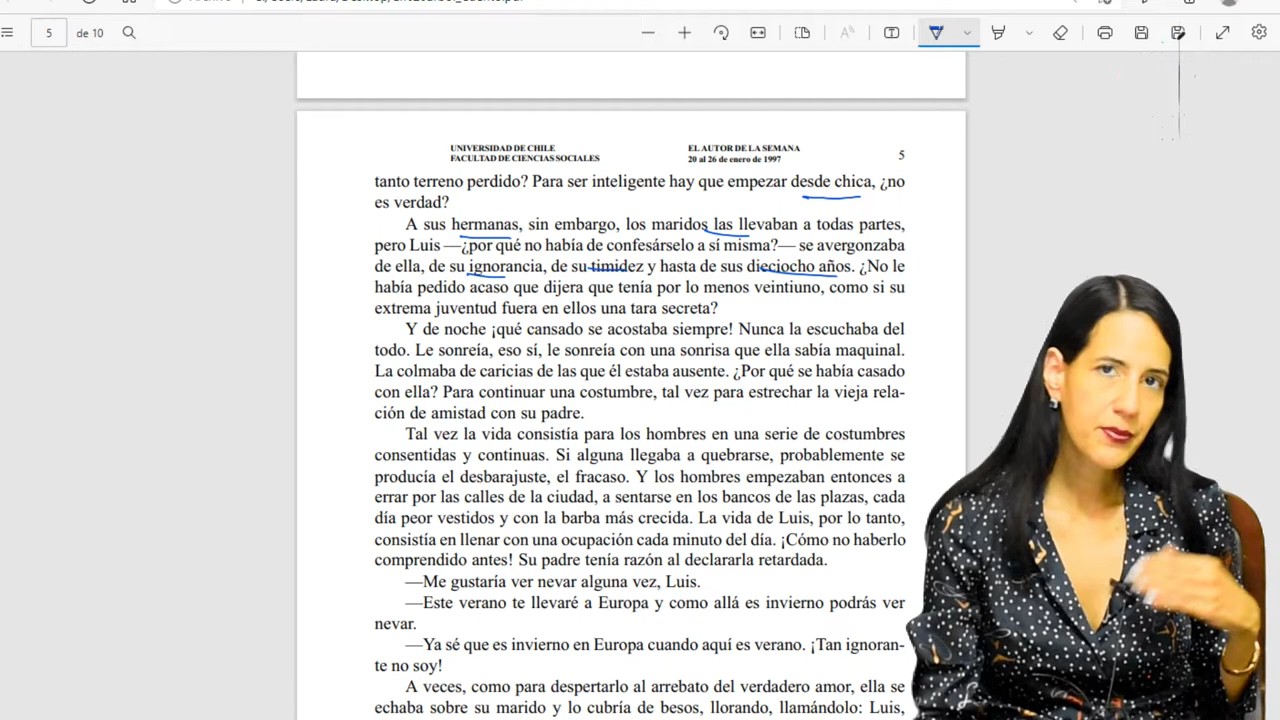 5
de 10
UNIVERSIDAD DE CHILE
FACULTAD DE CIENCIAS SOCIALES
EL AUTOR DE LA SEMANA
20 al 26 de enero de 1997
5
tanto terreno perdido? Para ser inteligente hay que empezar desde chica, ¿no
es verdad?
A sus hermanas, sin embargo, los maridos las llevaban a todas partes,
pero Luis —¿por qué no había de confesárselo a sí misma?— se avergonzaba
de ella, de su ignorancia, de su timidez y hasta de sus dieciocho años. ¿No le
había pedido acaso que dijera que tenía por lo menos veintiuno, como si su
extrema juventud fuera en ellos una tara secreta?
Y de noche ¡qué cansado se acostaba siempre! Nunca la escuchaba del
todo. Le sonreía, eso sí, le sonreía con una sonrisa que ella sabía maquinal.
La colmaba de caricias de las que él estaba ausente. ¿Por qué se había casado
con ella? Para continuar una costumbre, tal vez para estrechar la vieja rela-
ción de amistad con su padre.
Tal vez la vida consistía para los hombres en una serie de costumbres
consentidas y continuas. Si alguna llegaba a quebrarse, probablemente se
producía el desbarajuste, el fracaso. Y los hombres empezaban entonces a
errar por las calles de la ciudad, a sentarse en los bancos de las plazas, cada
día peor vestidos y con la barba más crecida. La vida de Luis, por lo tanto,
consistía en llenar con una ocupación cada minuto del día. ¡Cómo no haberlo
comprendido antes! Su padre tenía razón al declararla retardada.
—Me gustaría ver nevar alguna vez, Luis.
—Este verano te llevaré a Europa y como allá es invierno podrás ver
nevar.
—Ya sé que es invierno en Europa cuando aquí es verano. ¡Tan ignoran-
te no soy!
A veces, como para despertarlo al arrebato del verdadero amor, ella se
echaba sobre su marido y lo cubría de besos, llorando, llamándolo: Luis,